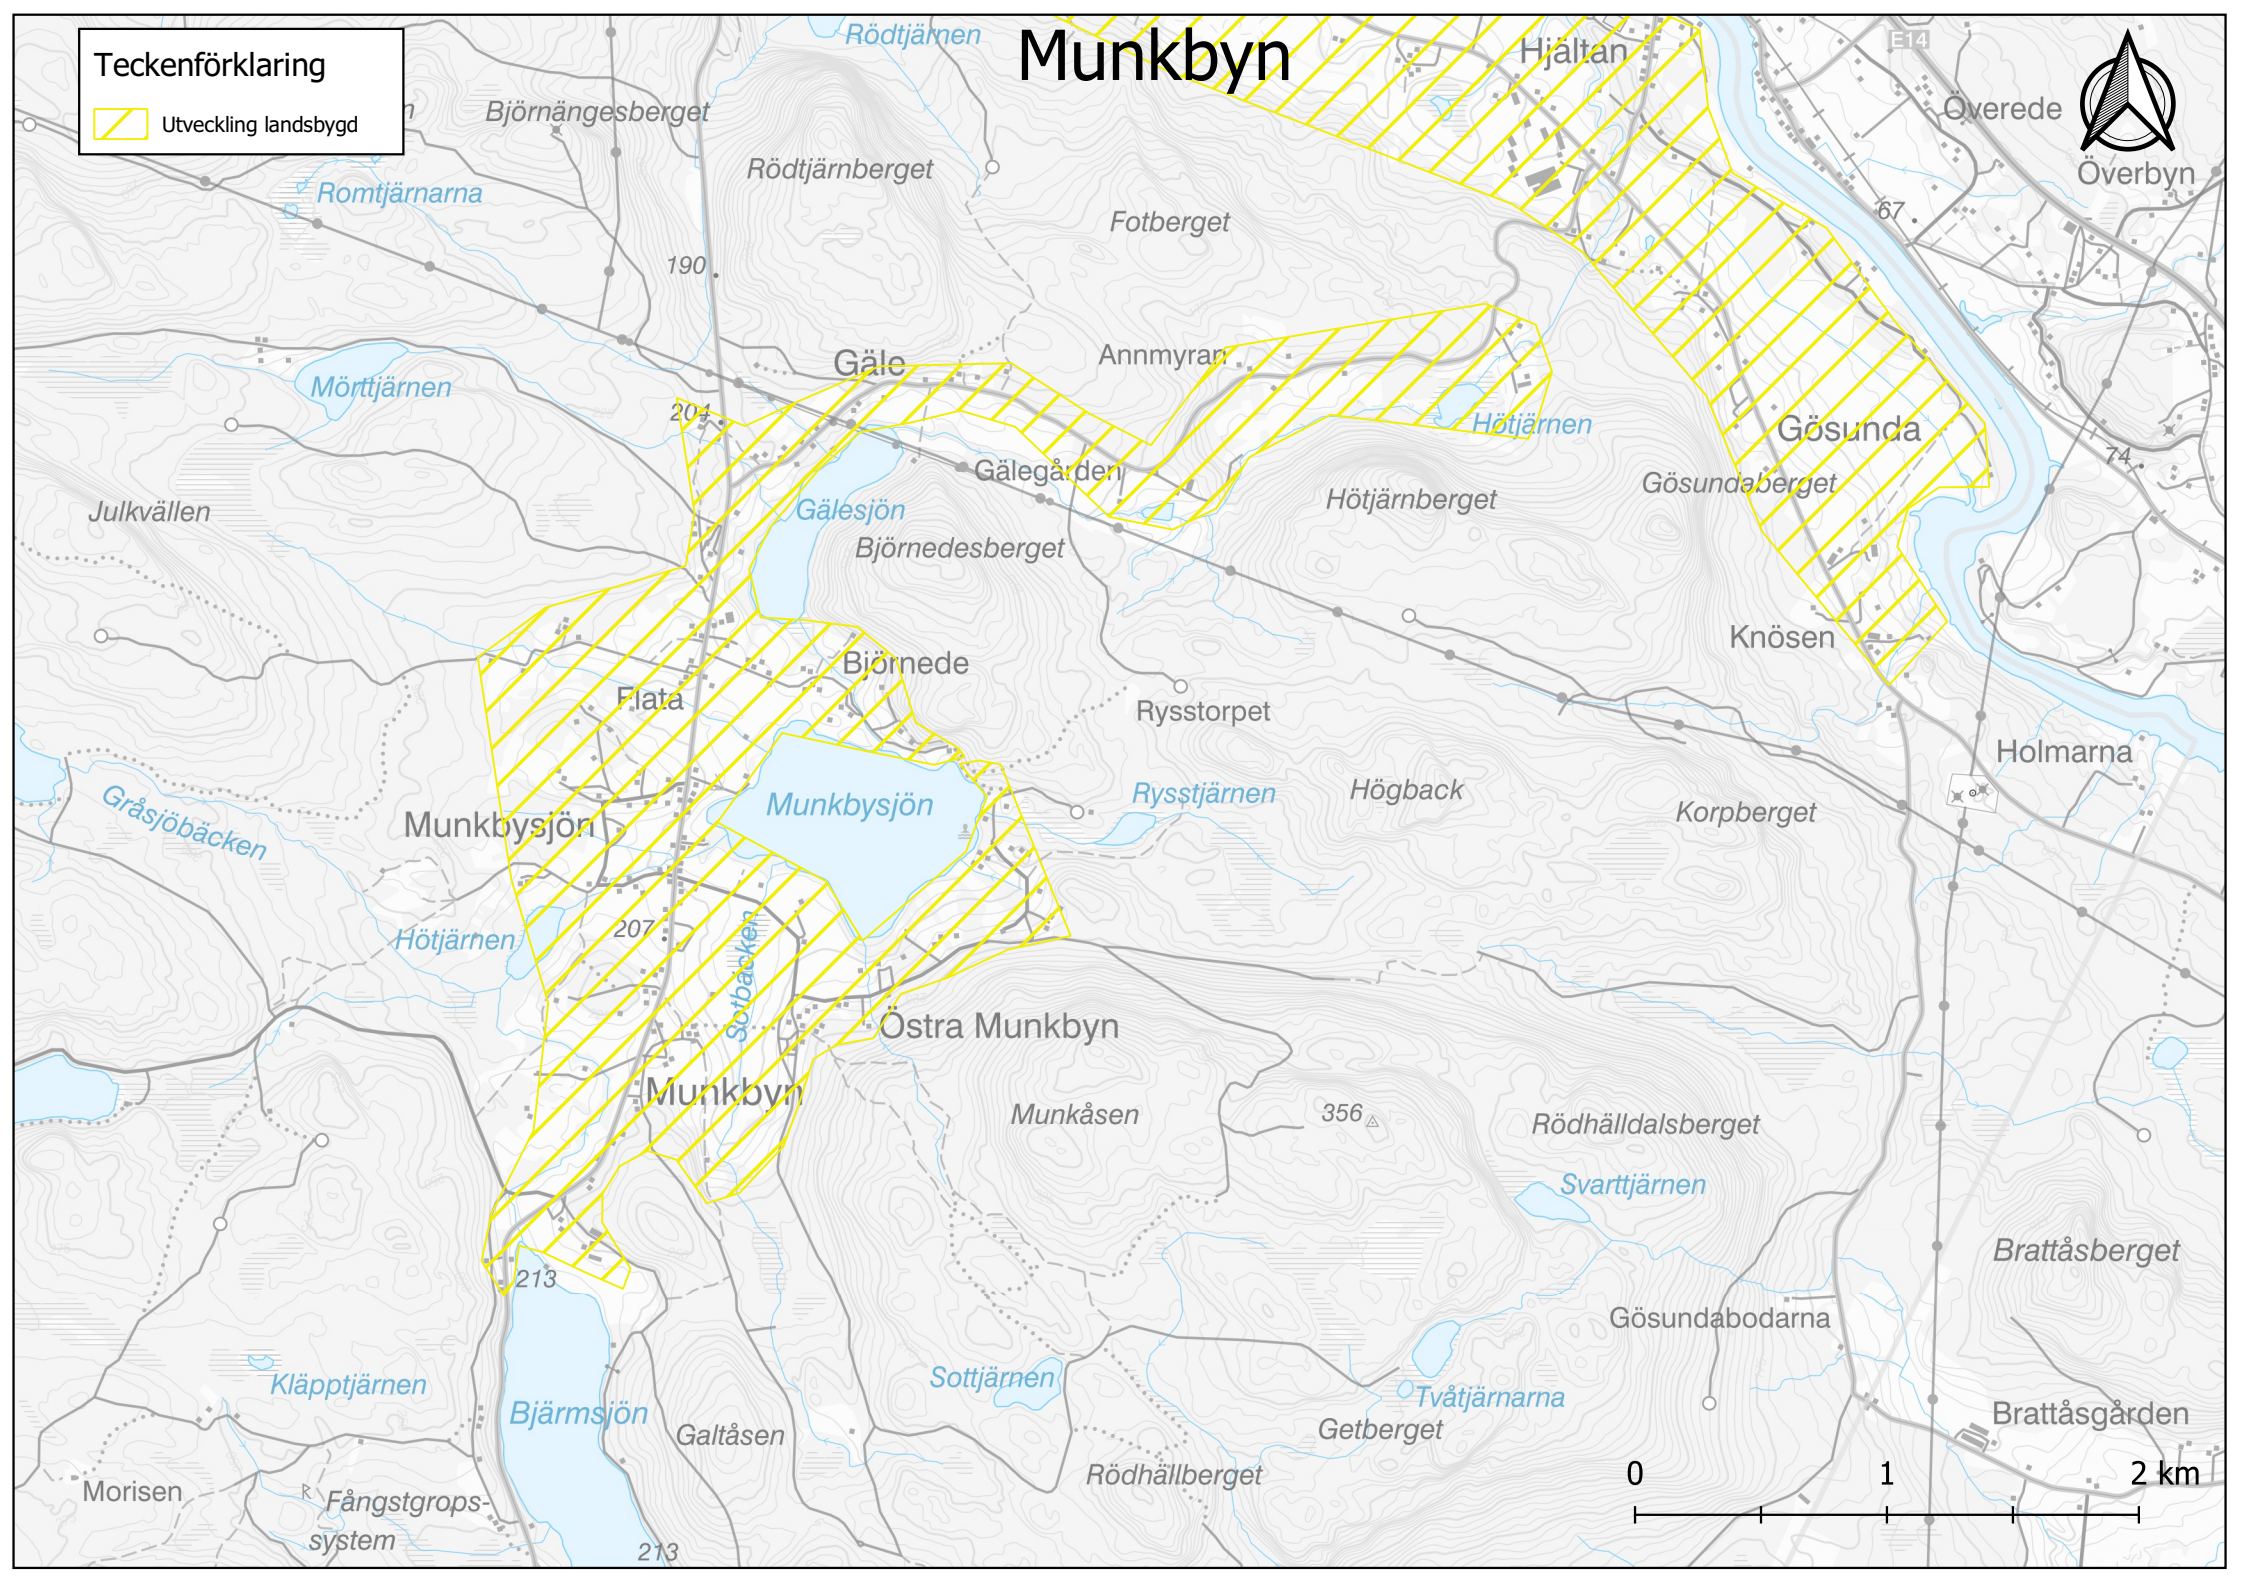 Munkbyn
Teckenförklaring
Utveckling landsbygd
Rödtjärnen
Hjältan
E14
Överede
Överbyn
n
Björnängesberget
Rödtjärnberget
Romtjärnarna
Fotberget
67
190
Gäle
Annmyran
Mörttjärnen
204
Hötjärnen
Gösunda
74
Gälegården
Gösundaberget
Hötjärnberget
Julkvällen
Gälesjön
Björnedesberget
Knösen
Björnede
Flata
Rysstorpet
Holmarna
Munkbysjön
Rysstjärnen
Högback
Korpberget
Gråsjöbäcken
Munkbysjön
207
Hötjärnen
Sotbäcken
Östra Munkbyn
Munkbyn
Munkåsen
356
Rödhälldalsberget
Svarttjärnen
Brattåsberget
213
Gösundabodarna
Kläpptjärnen
Sottjärnen
Tvåtjärnarna
Bjärmsjön
Galtåsen
Getberget
Brattåsgården
Rödhällberget
Morisen
R
Fångstgrops-
system
213
0 1 2 km